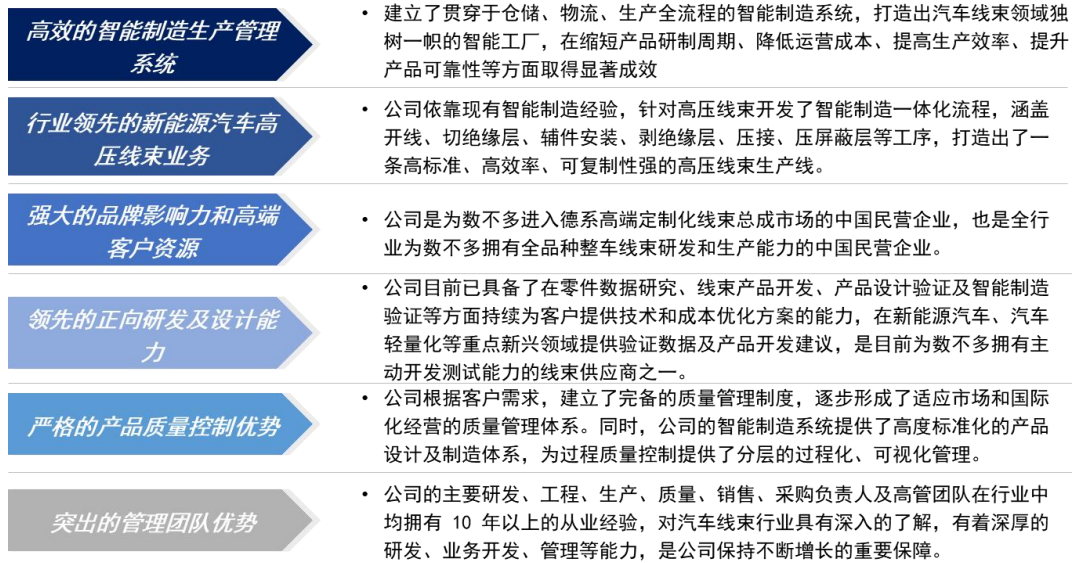 高效的智能制造生产管理
系统
• 建立了贯穿于仓储、物流、生产全流程的智能制造系统，打造出汽车线束领域独
树一帜的智能工厂，在缩短产品研制周期、降低运营成本、提高生产效率、提升
产品可靠性等方面取得显著成效
行业领先的新能源汽车高
压线束业务
• 公司依靠现有智能制造经验，针对高压线束开发了智能制造一体化流程，涵盖
开线、切绝缘层、辅件安装、剥绝缘层、压接、压屏蔽层等工序，打造出了一
条高标准、高效率、可复制性强的高压线束生产线。
强大的品牌影响力和高端
客户资源
• 公司是为数不多进入德系高端定制化线束总成市场的中国民营企业，也是全行
业为数不多拥有全品种整车线束研发和生产能力的中国民营企业。
领先的正向研发及设计能
力
• 公司目前已具备了在零件数据研究、线束产品开发、产品设计验证及智能制造
验证等方面持续为客户提供技术和成本优化方案的能力，在新能源汽车、汽车
轻量化等重点新兴领域提供验证数据及产品开发建议，是目前为数不多拥有主
动开发测试能力的线束供应商之一。
严格的产品质量控制优势
• 公司根据客户需求，建立了完备的质量管理制度，逐步形成了适应市场和国际
化经营的质量管理体系。同时，公司的智能制造系统提供了高度标准化的产品
设计及制造体系，为过程质量控制提供了分层的过程化、可视化管理。
突出的管理团队优势
• 公司的主要研发、工程、生产、质量、销售、采购负责人及高管团队在行业中
均拥有 10 年以上的从业经验，对汽车线束行业具有深入的了解，有着深厚的
研发、业务开发、管理等能力，是公司保持不断增长的重要保障。